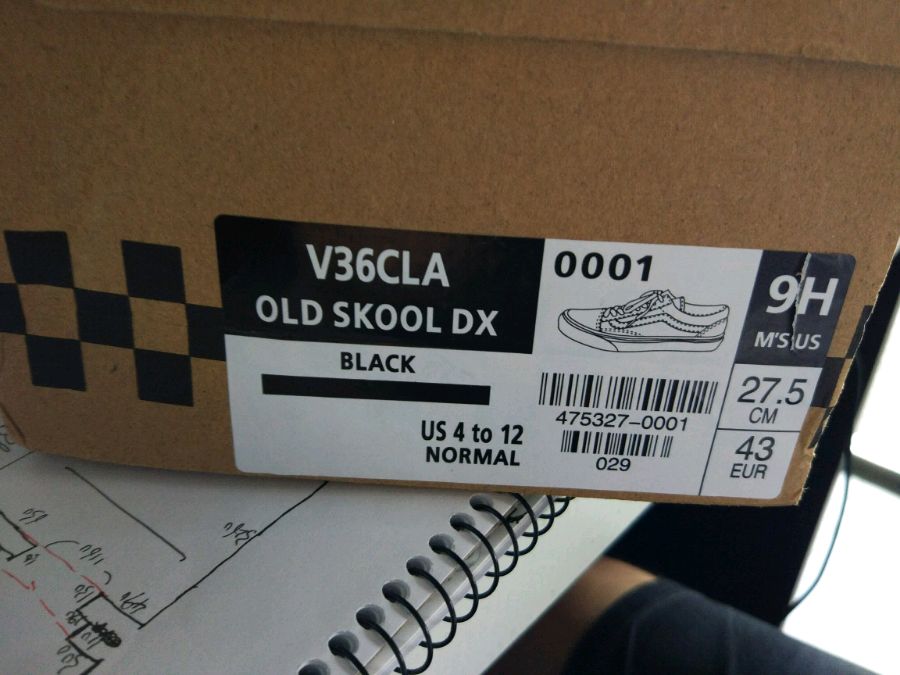 V36CLA
OLD SKOOL DX
BLACK
US 4 to 12
NORMAL
0001
475327-0001
029
9H
M'S US
27.5
CM
43
EUR